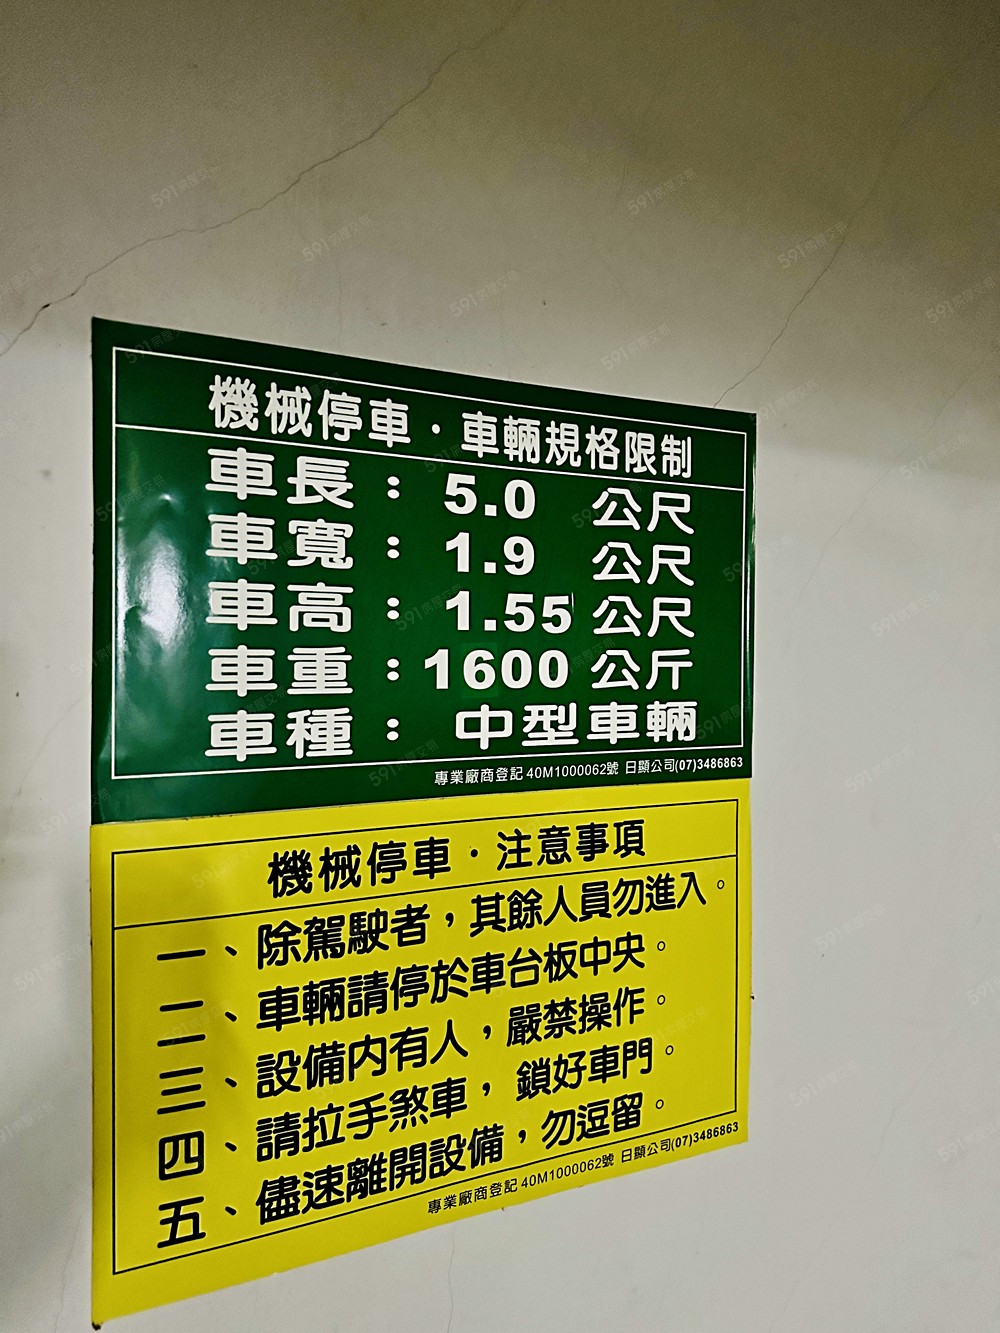 機械停車・車輛規格限制
車長：5.0 公尺
車寬：1.9 公尺
車高：1.55 公尺
車重：1600 公斤
車種：中型車輛
專業廠商登記 40M1000062號 日顯公司(07)3486863
機械停車・注意事項
一、除駕駛者，其餘人員勿進入。
二、車輛請停於車台板中央。
三、設備內有人，嚴禁操作。
四、請拉手煞車，鎖好車門。
五、儘速離開設備，勿逗留。
專業廠商登記 40M1000062號 日顯公司(07)3486863
591房屋交易